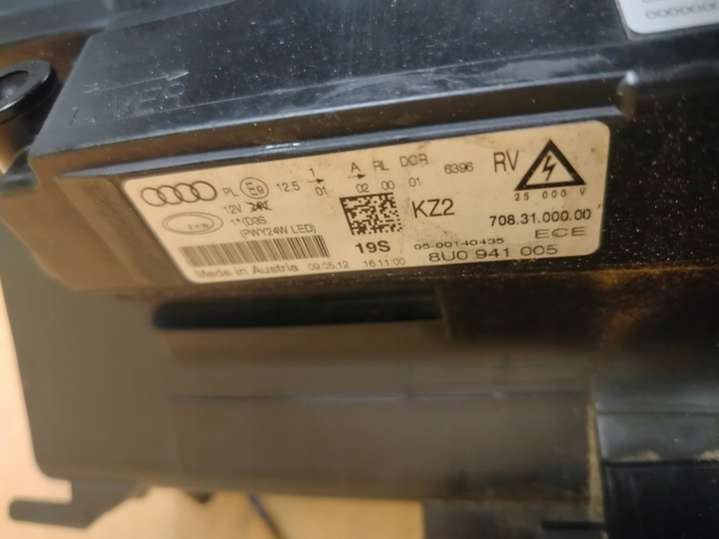 PL E9 12.5 1 01 A 02 RL 00 DCR 01 6396 RV
12V 24V
1*(D3S,
(PWY24W LED)
KZ2
25 000 V
708.31.000.00
ECE
19S
05-00140435
8U0 941 005
Made in Austria 09.05.12 16:11:00